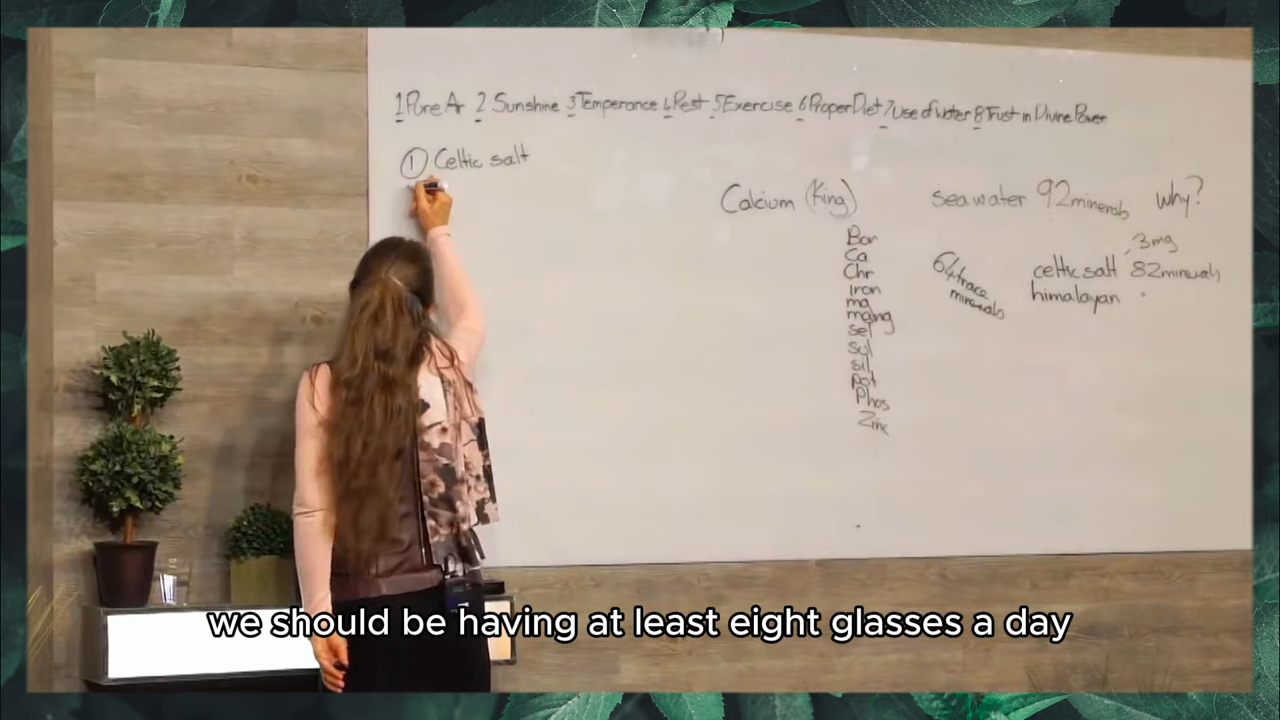 1 Pure Air 2 Sunshine 3 Temperance 4 Rest 5 Exercise 6 Proper Diet 7 Use of Water 8 Trust in Divine Power
① Celtic salt
Calcium (King)
Bor
Ca
Chr
Iron
ma
mang
sel
sul
sil
pot
Phos
Zinc
sea water 92 minerals why?
64 trace
minerals
3mg
celtic salt 82 minerals
himalayan
we should be having at least eight glasses a day